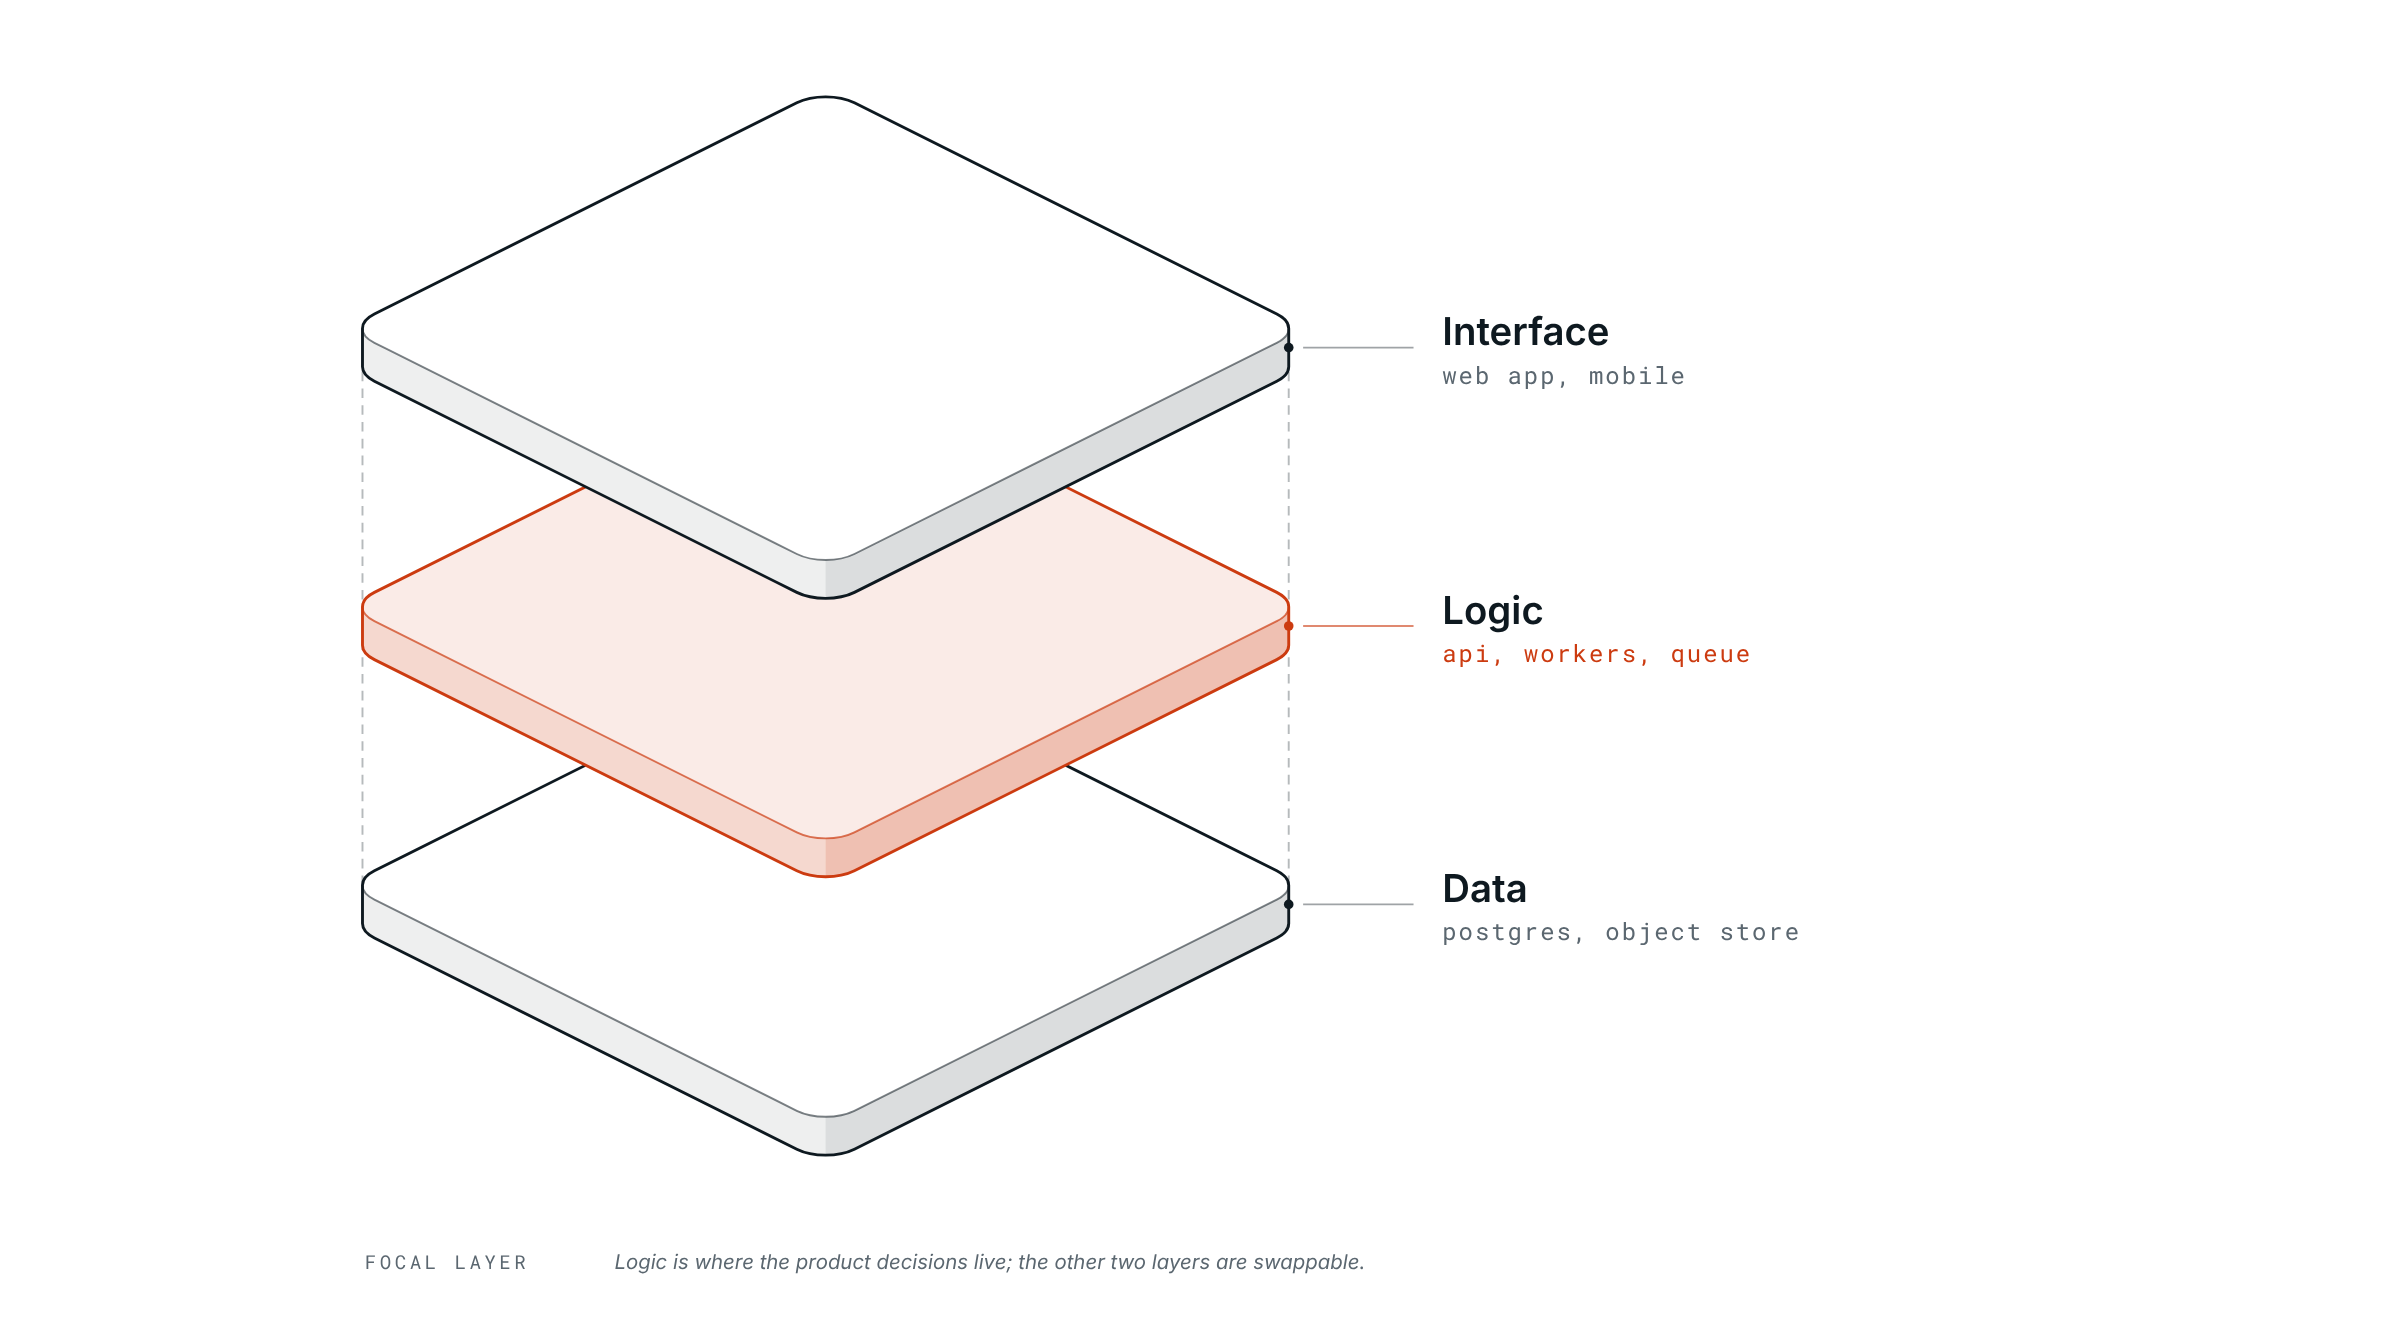 Interface
web app, mobile
Logic
api, workers, queue
Data
postgres, object store
FOCAL LAYER
Logic is where the product decisions live; the other two layers are swappable.